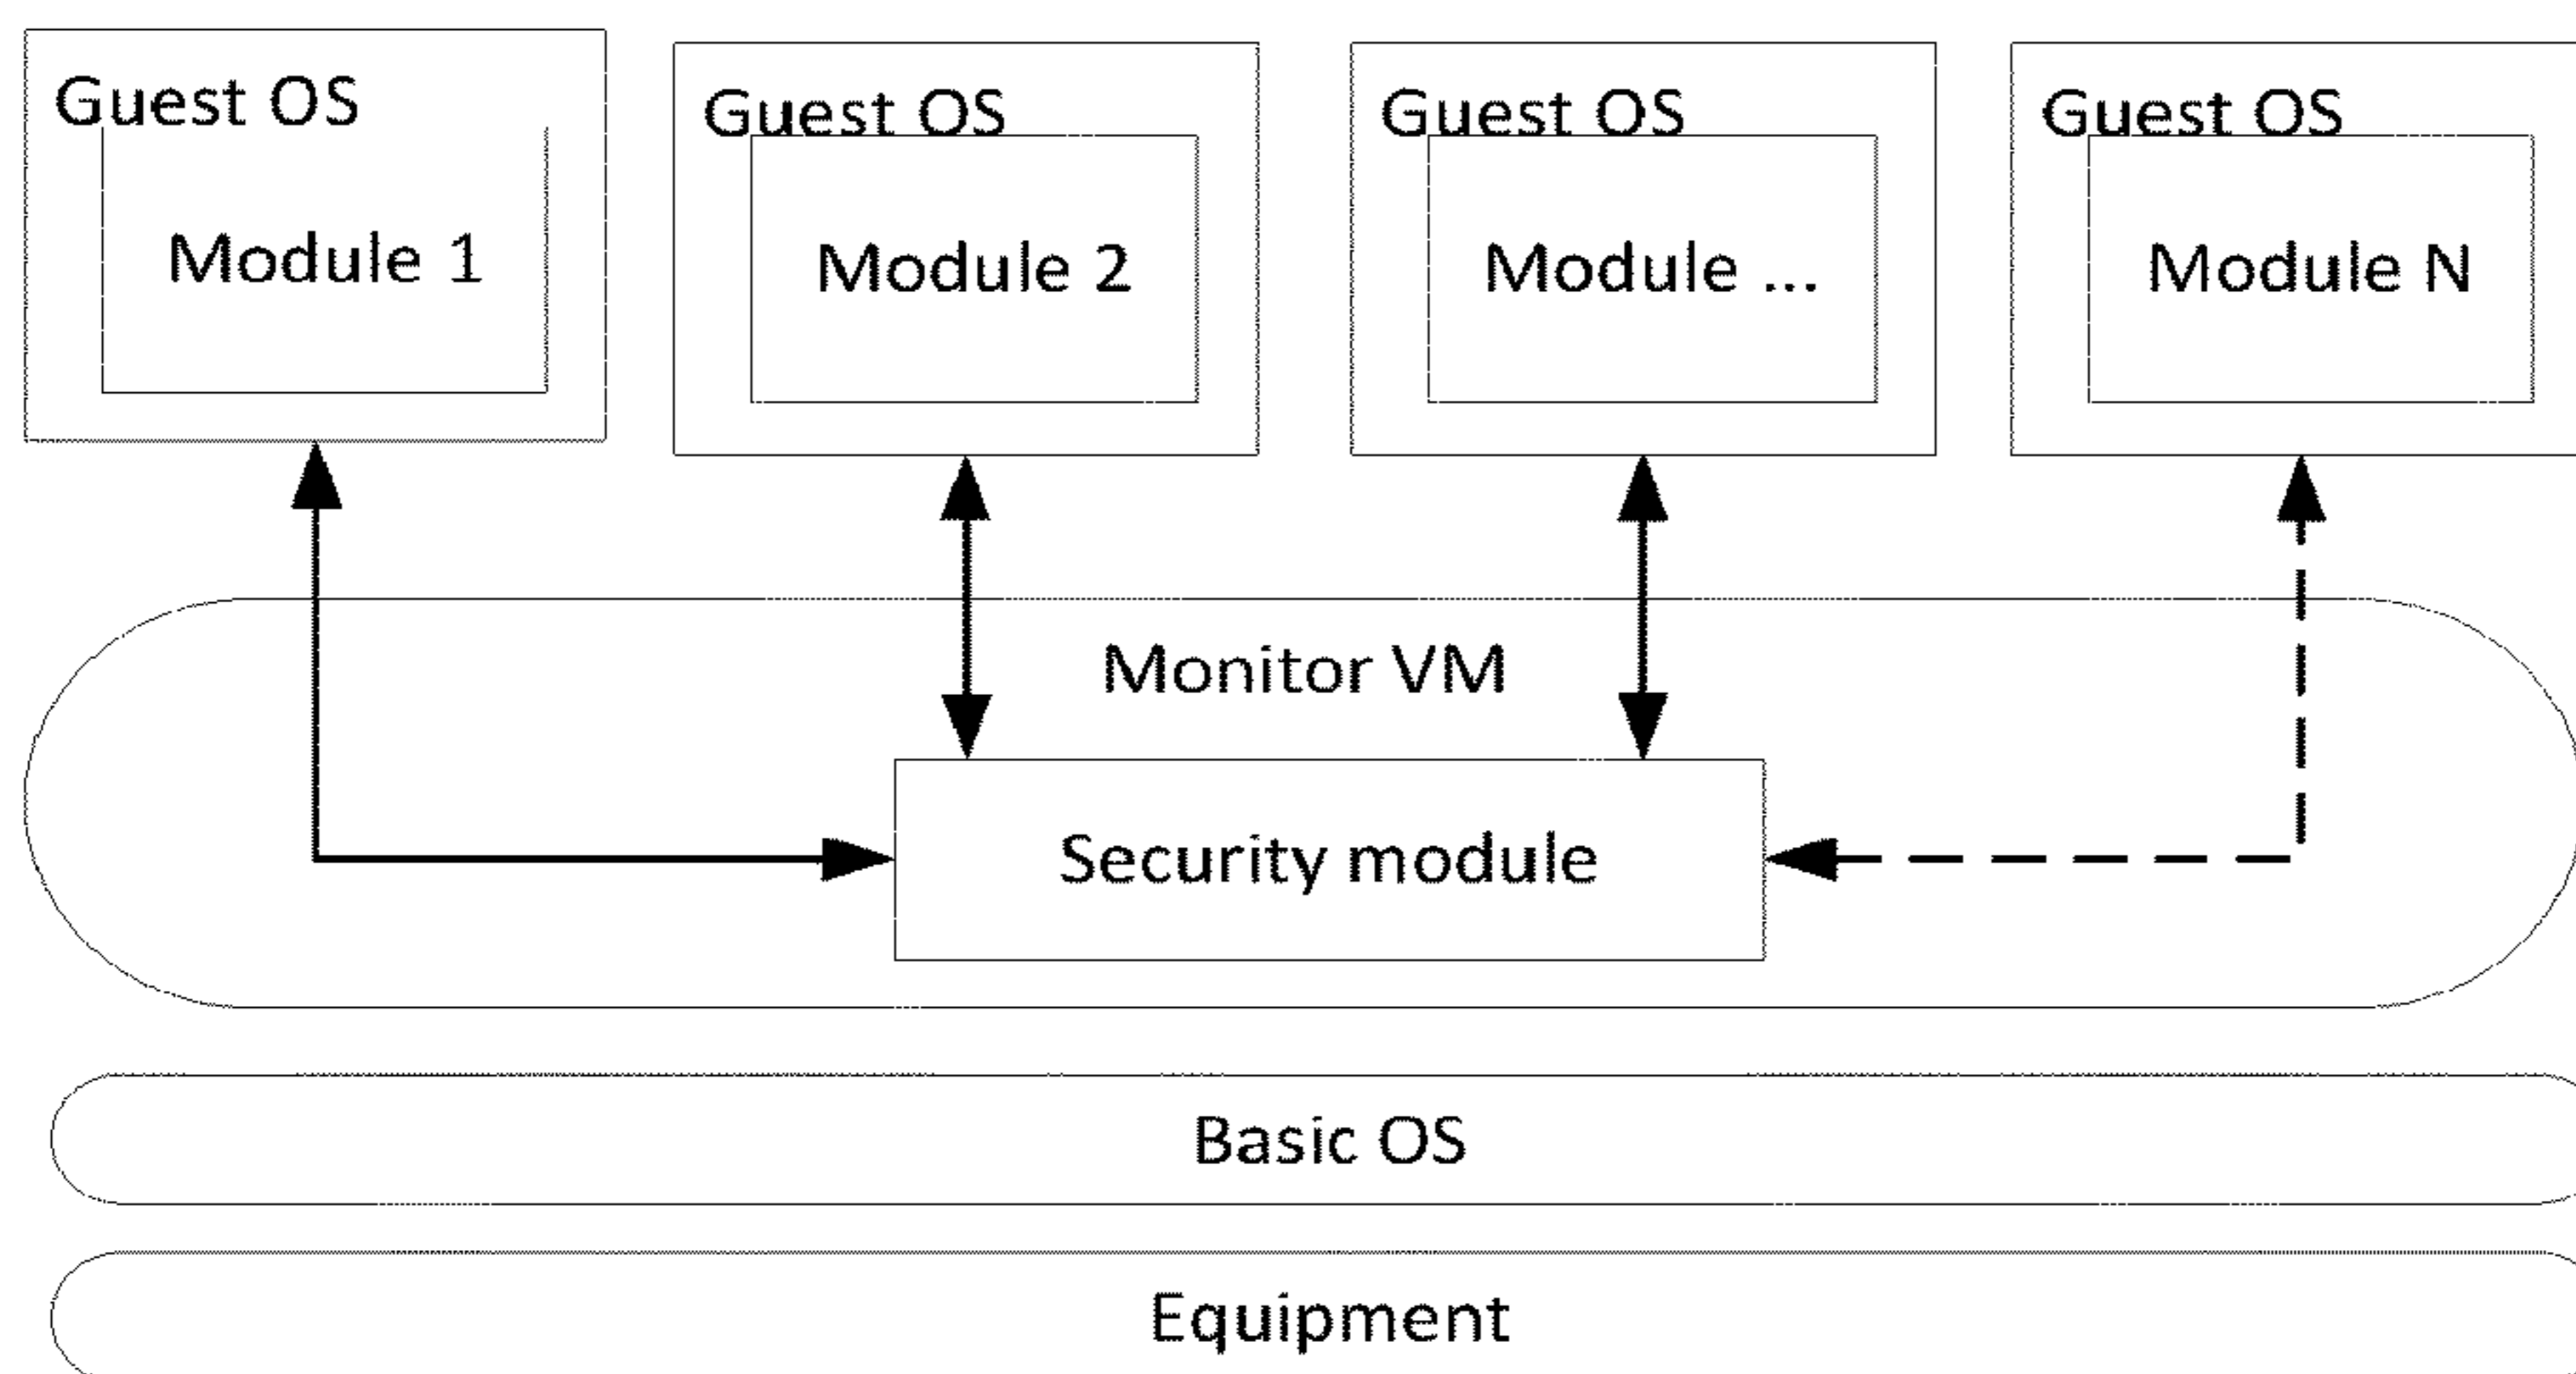 Guest OS
Guest OS
Guest OS
Guest OS
Module 1
Module 2
Module ...
Module N
Monitor VM
Security module
Basic OS
Equipment